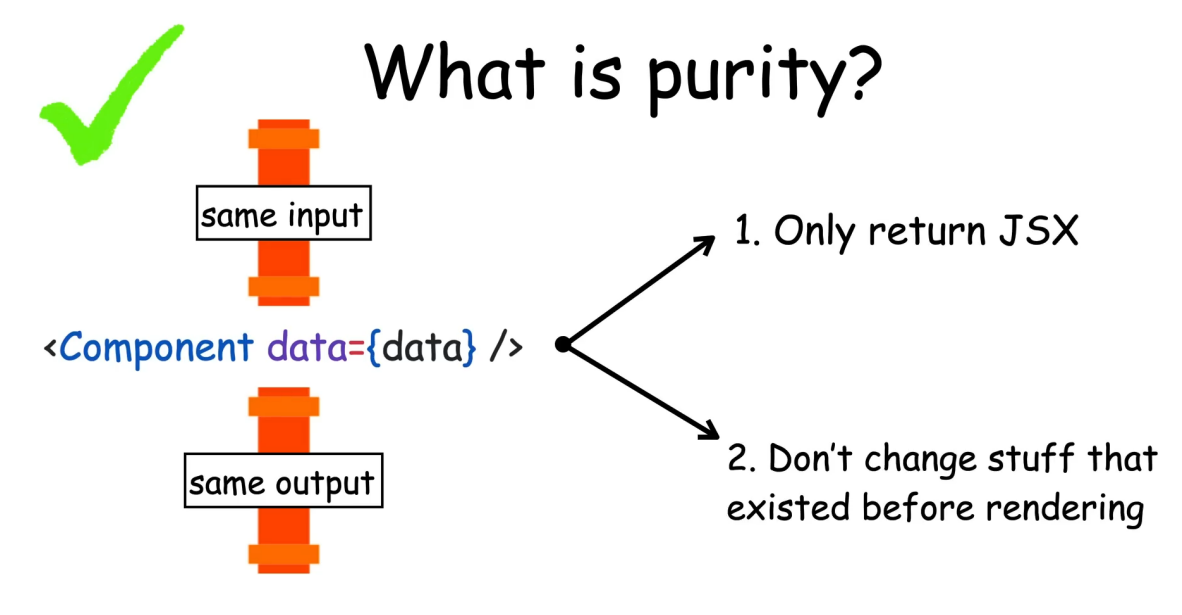 What is purity?
same input
<Component data={data} />
same output
1. Only return JSX
2. Don't change stuff that
existed before rendering